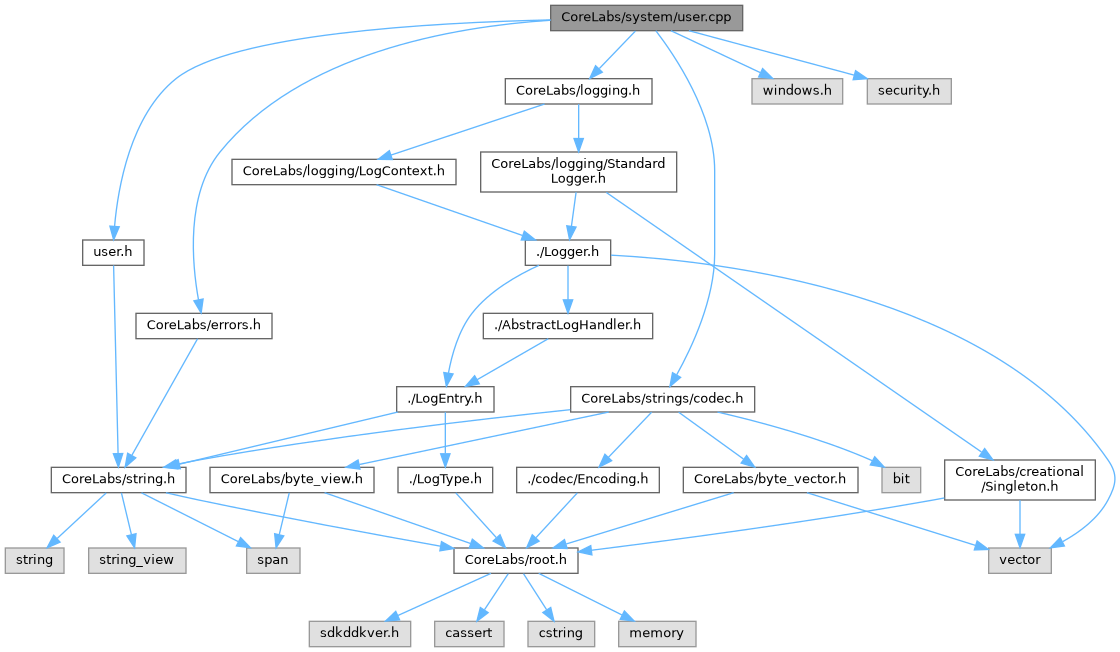 CoreLabs/system/user.cpp
CoreLabs/logging.h
windows.h
security.h
CoreLabs/logging/LogContext.h
CoreLabs/logging/Standard
Logger.h
user.h
./Logger.h
CoreLabs/errors.h
./AbstractLogHandler.h
./LogEntry.h
CoreLabs/strings/codec.h
CoreLabs/string.h
CoreLabs/byte_view.h
./LogType.h
./codec/Encoding.h
CoreLabs/byte_vector.h
bit
CoreLabs/creational
/Singleton.h
string
string_view
span
CoreLabs/root.h
vector
sdkddkver.h
cassert
cstring
memory